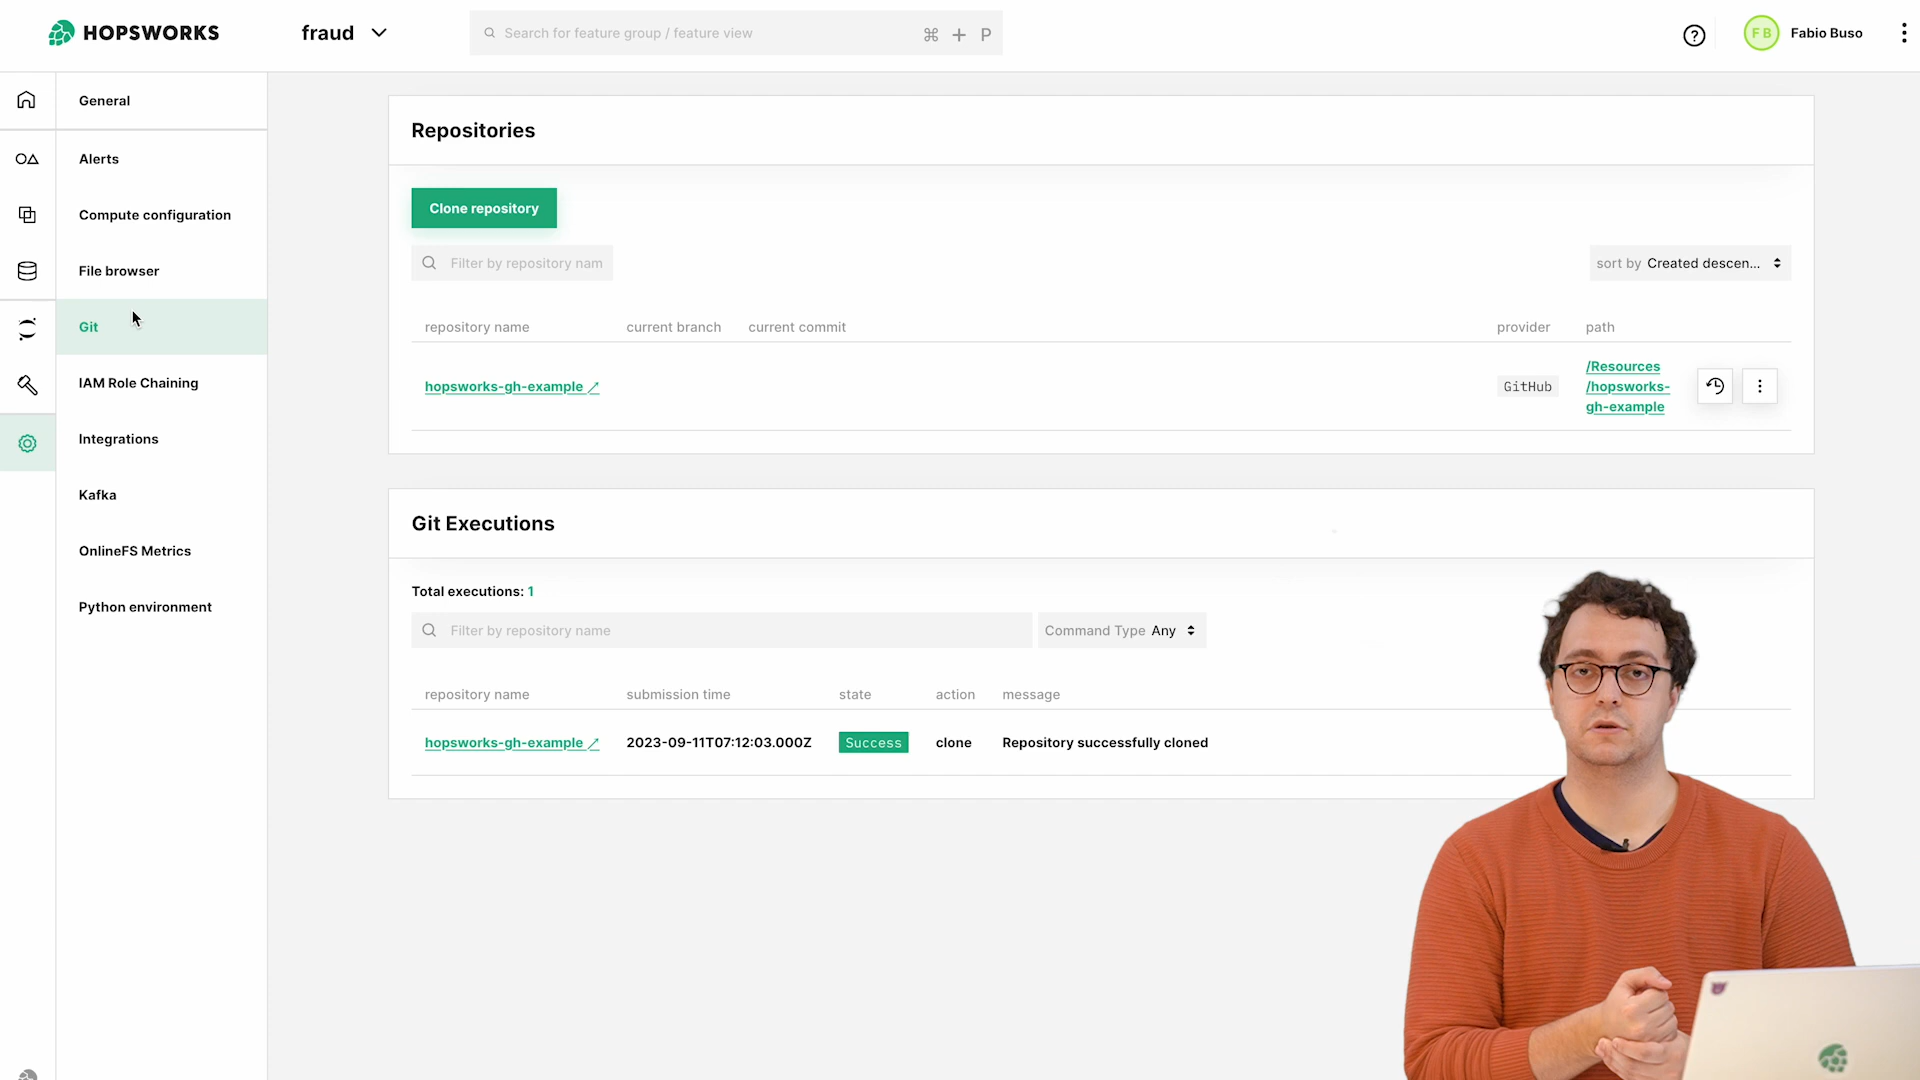 HOPSWORKS
fraud
Search for feature group / feature view
⌘ + P
FB
Fabio Buso
General
Alerts
Compute configuration
File browser
Git
IAM Role Chaining
Integrations
Kafka
OnlineFS Metrics
Python environment
Repositories
Clone repository
Filter by repository nam
sort by Created descen...
repository name current branch current commit provider path
hopsworks-gh-example
GitHub
/Resources
/hopsworks-
gh-example
Git Executions
Total executions: 1
Filter by repository name
Command Type Any
repository name submission time state action message
hopsworks-gh-example 2023-09-11T07:12:03.000Z Success clone Repository successfully cloned